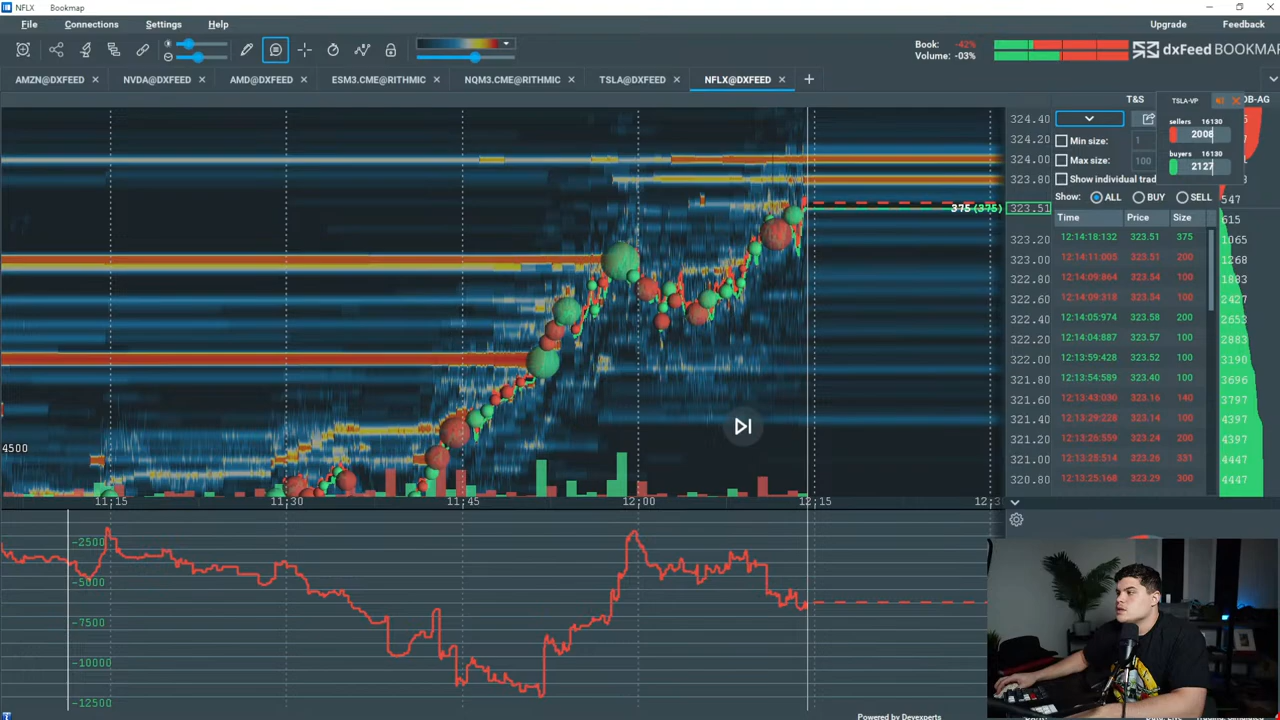 NFLX Bookmap
File Connections Settings Help Upgrade Feedback
Book: -42%
Volume: -03%
dxFeed BOOKMAP
AMZN@DXFEED NVDA@DXFEED AMD@DXFEED ESM3.CME@RITHMIC NQM3.CME@RITHMIC TSLA@DXFEED NFLX@DXFEED
T&S TSLA-VP OB-AG
324.40
324.20
324.00
323.80
375 (375) 323.51
323.20
323.00
322.80
322.60
322.40
322.20
322.00
321.80
321.60
321.40
321.20
321.00
320.80
sellers 16130
2008
buyers 16130
2127
Min size: 1
Max size: 100
Show individual trad
Show: ALL BUY SELL
Time Price Size
12:14:18:132 323.51 375
12:14:11:005 323.51 200
12:14:09:864 323.54 100
12:14:09:318 323.54 100
12:14:05:974 323.58 200
12:14:04:887 323.57 100
12:13:59:428 323.52 100
12:13:54:589 323.40 100
12:13:43:030 323.16 140
12:13:29:228 323.14 100
12:13:26:559 323.24 200
12:13:25:514 323.26 331
12:13:25:168 323.29 300
547
615
1065
1268
1883
2427
2653
2883
3190
3696
3797
4397
4397
4447
4447
4500
11:15 11:30 11:45 12:00 12:15 12:3
-2500
-5000
-7500
-10000
-12500
Powered by Devexperts